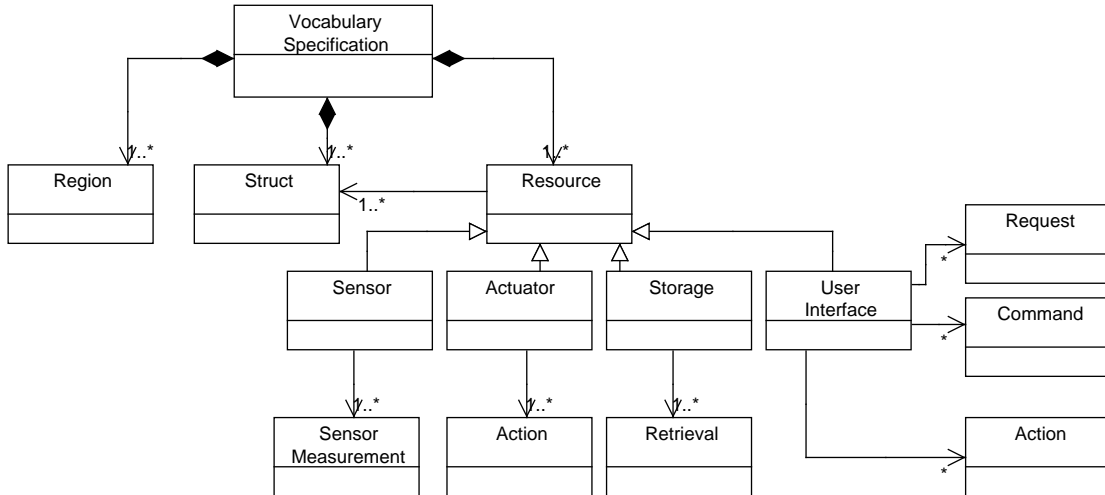 Vocabulary
Specification
1..*
1..*
1..*
Region
Struct
Resource
1..*
Request
*
Sensor
Actuator
Storage
User
Interface
Command
*
1..*
1..*
1..*
Sensor
Measurement
Action
Retrieval
Action
*